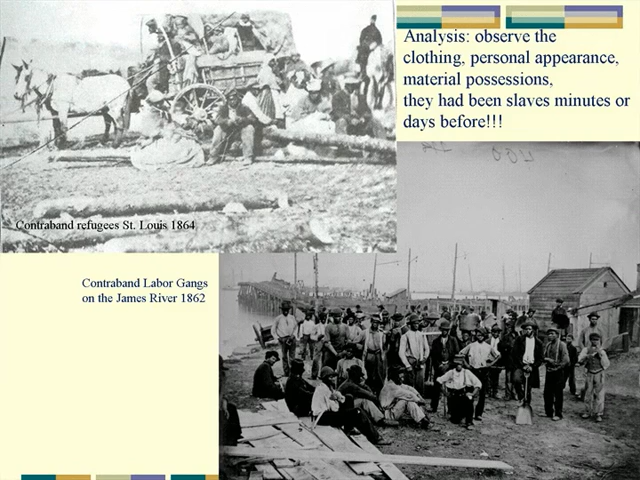 Analysis: observe the
clothing, personal appearance,
material possessions,
they had been slaves minutes or
days before!!!
Contraband refugees St. Louis 1864
Contraband Labor Gangs
on the James River 1862